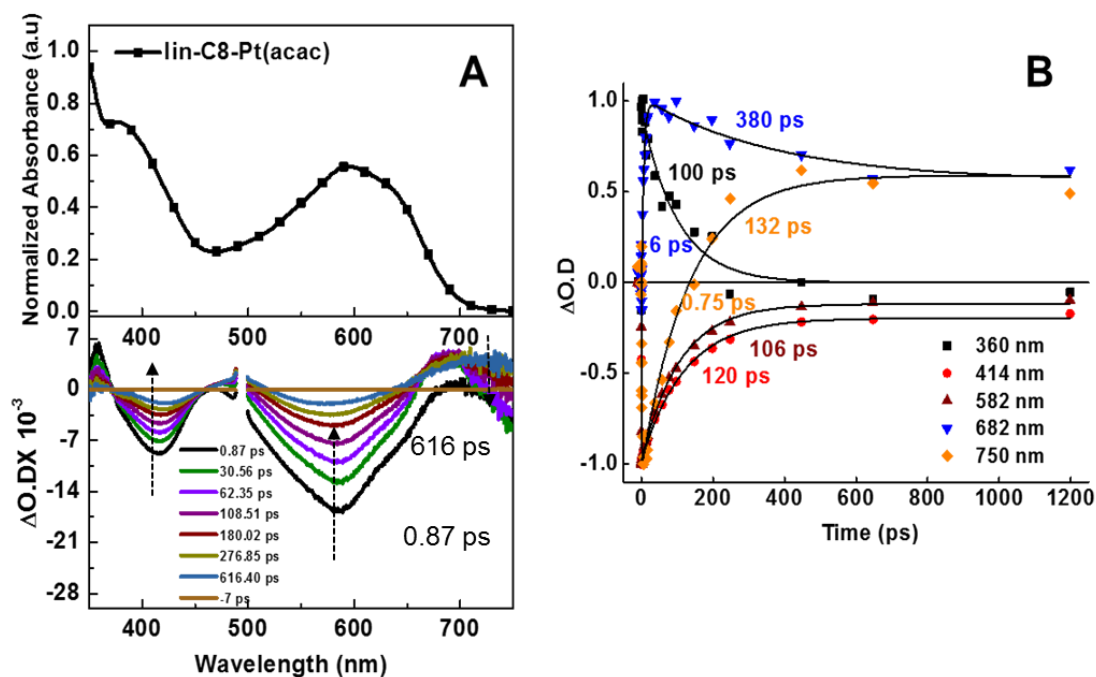 lin-C8-Pt(acac)
A
Normalized Absorbance (a.u)
1.0
0.8
0.6
0.4
0.2
0.0
400 500 600 700
ΔO.DX 10-3
7
0
-7
-14
-21
-28
0.87 ps
30.56 ps
62.35 ps
108.51 ps
180.02 ps
276.85 ps
616.40 ps
-7 ps
616 ps
0.87 ps
400 500 600 700
Wavelength (nm)
B
ΔO.D
1.0
0.5
0.0
-0.5
-1.0
380 ps
100 ps
132 ps
6 ps
0.75 ps
106 ps
120 ps
360 nm
414 nm
582 nm
682 nm
750 nm
0 200 400 600 800 1000 1200
Time (ps)